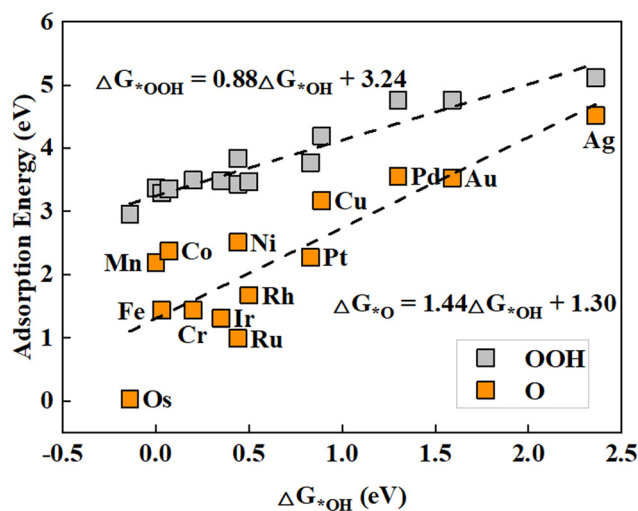 6
△G*OOH = 0.88△G*OH + 3.24
5
Ag
4
Pd Au
Cu
3
Co Ni
Mn Pt
2
Rh △G*O = 1.44△G*OH + 1.30
Fe
Cr Ir
1
Ru
OOH
O
0
Os
Adsorption Energy (eV)
-0.5 0.0 0.5 1.0 1.5 2.0 2.5
△G*OH (eV)